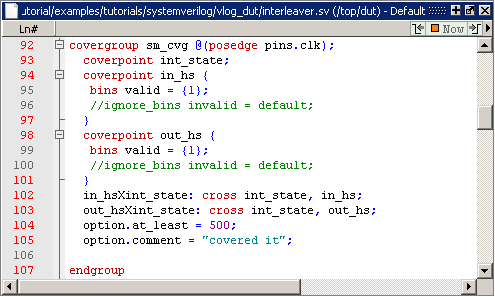 utorial/examples/tutorials/systemverilog/vlog_dut/interleaver.sv (/top/dut) - Default
Ln# Now
92 covergroup sm_cvg @(posedge pins.clk);
93 coverpoint int_state;
94 coverpoint in_hs {
95 bins valid = {1};
96 //ignore_bins invalid = default;
97 }
98 coverpoint out_hs {
99 bins valid = {1};
100 //ignore_bins invalid = default;
101 }
102 in_hsXint_state: cross int_state, in_hs;
103 out_hsXint_state: cross int_state, out_hs;
104 option.at_least = 500;
105 option.comment = "covered it";
106
107 endgroup